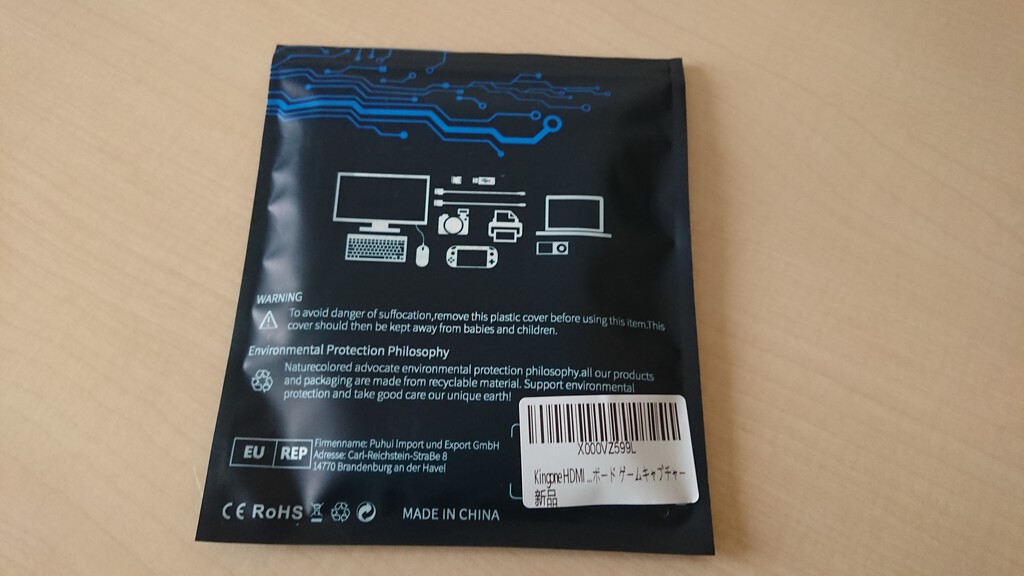 WARNING
To avoid danger of suffocation,remove this plastic cover before using this item.This
cover should then be kept away from babies and children.
Environmental Protection Philosophy
Naturecolored advocate environmental protection philosophy.all our products
and packaging are made from recyclable material. Support environmental
protection and take good care our unique earth!
EU REP
Firmenname: Puhui Import und Export GmbH
Adresse: Carl-Reichstein-StraBe 8
14770 Brandenburg an der Havel
X000VZ599L
Kingone HDMI ...ボード ゲームキャプチャー
新品
CE RoHS
MADE IN CHINA